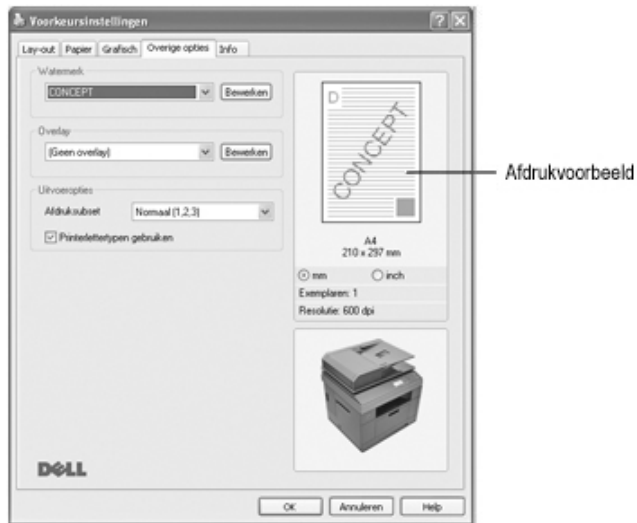 Voorkeursinstellingen
Lay-out Papier Grafisch Overige opties Info
Watermerk
CONCEPT
Bewerken
Overlay
(Geen overlay)
Bewerken
Uitvoeropties
Afdruksubset
Normaal (1,2,3)
Printerlettertypen gebruiken
D
CONCEPT
Afdrukvoorbeeld
A4
210 x 297 mm
mm inch
Exemplaren: 1
Resolutie: 600 dpi
DELL
OK Annuleren Help